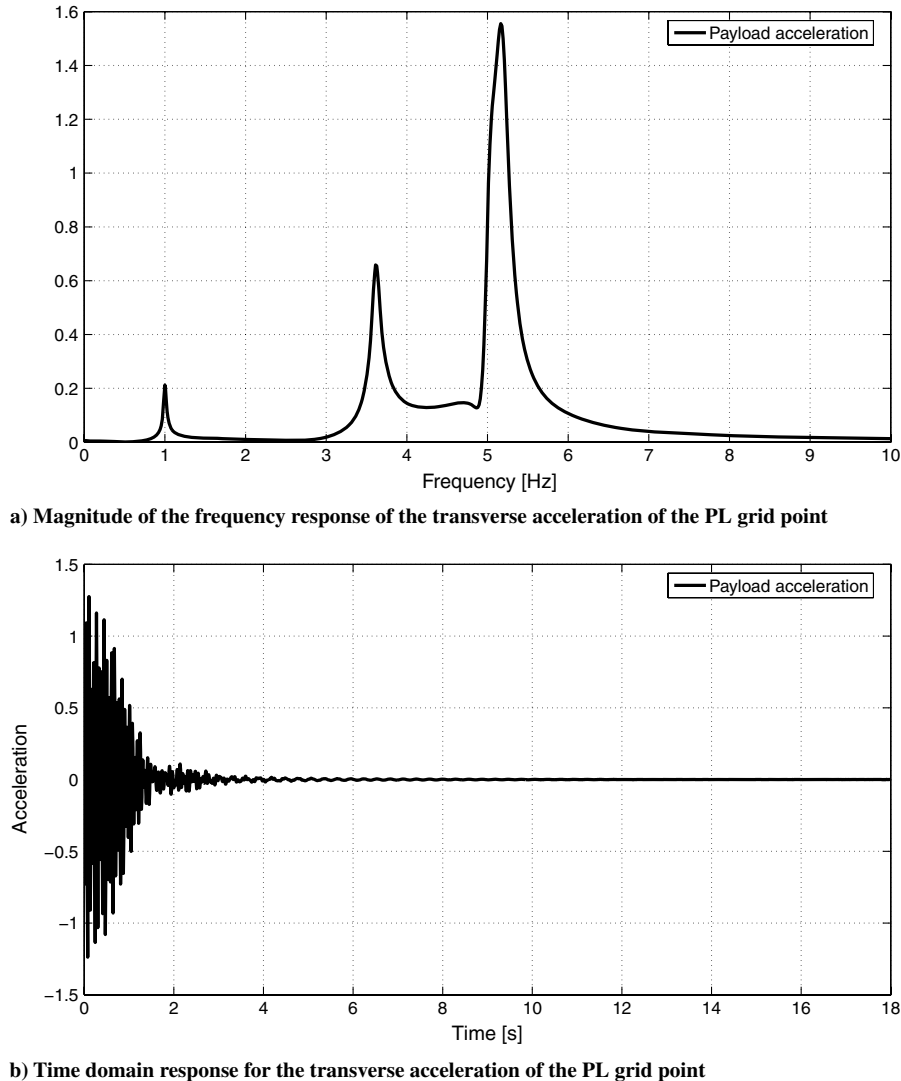 1.6
Payload acceleration
1.4
1.2
1
0.8
0.6
0.4
0.2
0
0 1 2 3 4 5 6 7 8 9 10
Frequency [Hz]
a) Magnitude of the frequency response of the transverse acceleration of the PL grid point
1.5
Payload acceleration
1
0.5
0
−0.5
−1
−1.5
Acceleration
0 2 4 6 8 10 12 14 16 18
Time [s]
b) Time domain response for the transverse acceleration of the PL grid point